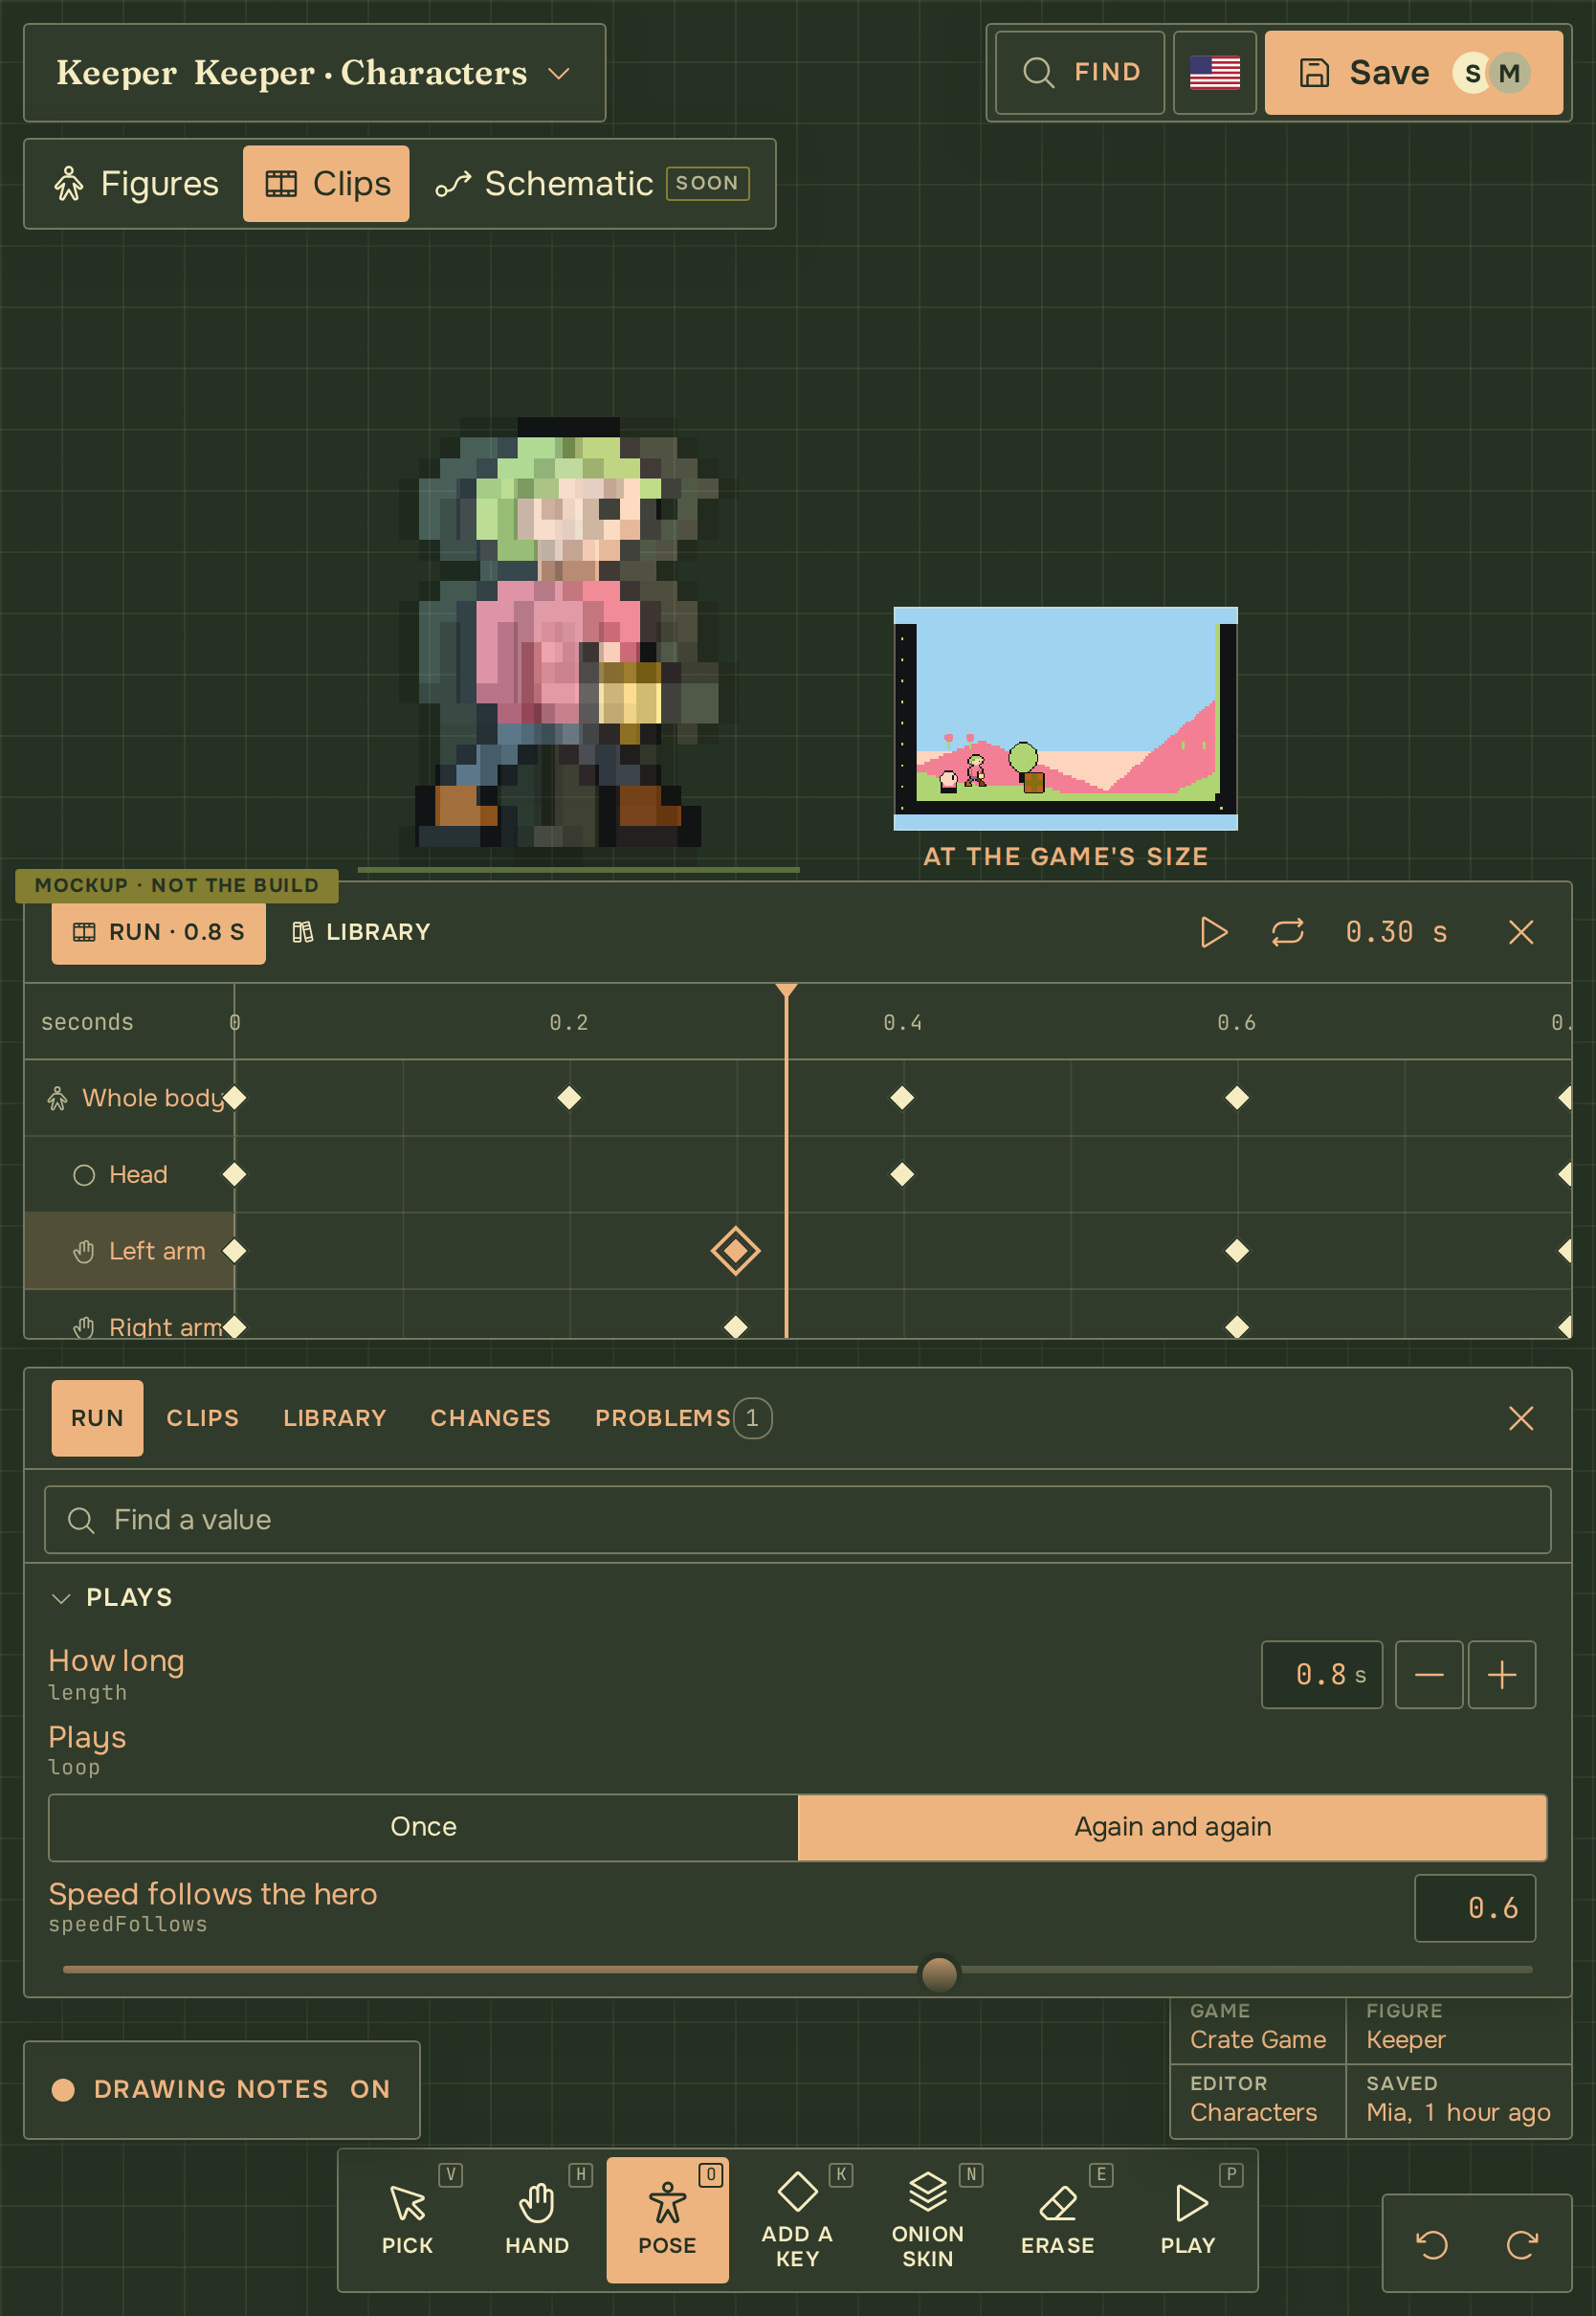 Keeper Keeper · Characters
FIND
Save S M
Figures
Clips
Schematic SOON
AT THE GAME'S SIZE
MOCKUP · NOT THE BUILD
RUN · 0.8 S
LIBRARY
0.30 s
seconds 0 0.2 0.4 0.6 0.
Whole body
Head
Left arm
Right arm
RUN CLIPS LIBRARY CHANGES PROBLEMS 1
Find a value
PLAYS
How long
length
0.8 s
Plays
loop
Once
Again and again
Speed follows the hero
speedFollows
0.6
GAME
Crate Game
FIGURE
Keeper
EDITOR
Characters
SAVED
Mia, 1 hour ago
DRAWING NOTES ON
V
PICK
H
HAND
O
POSE
K
ADD A
KEY
N
ONION
SKIN
E
ERASE
P
PLAY